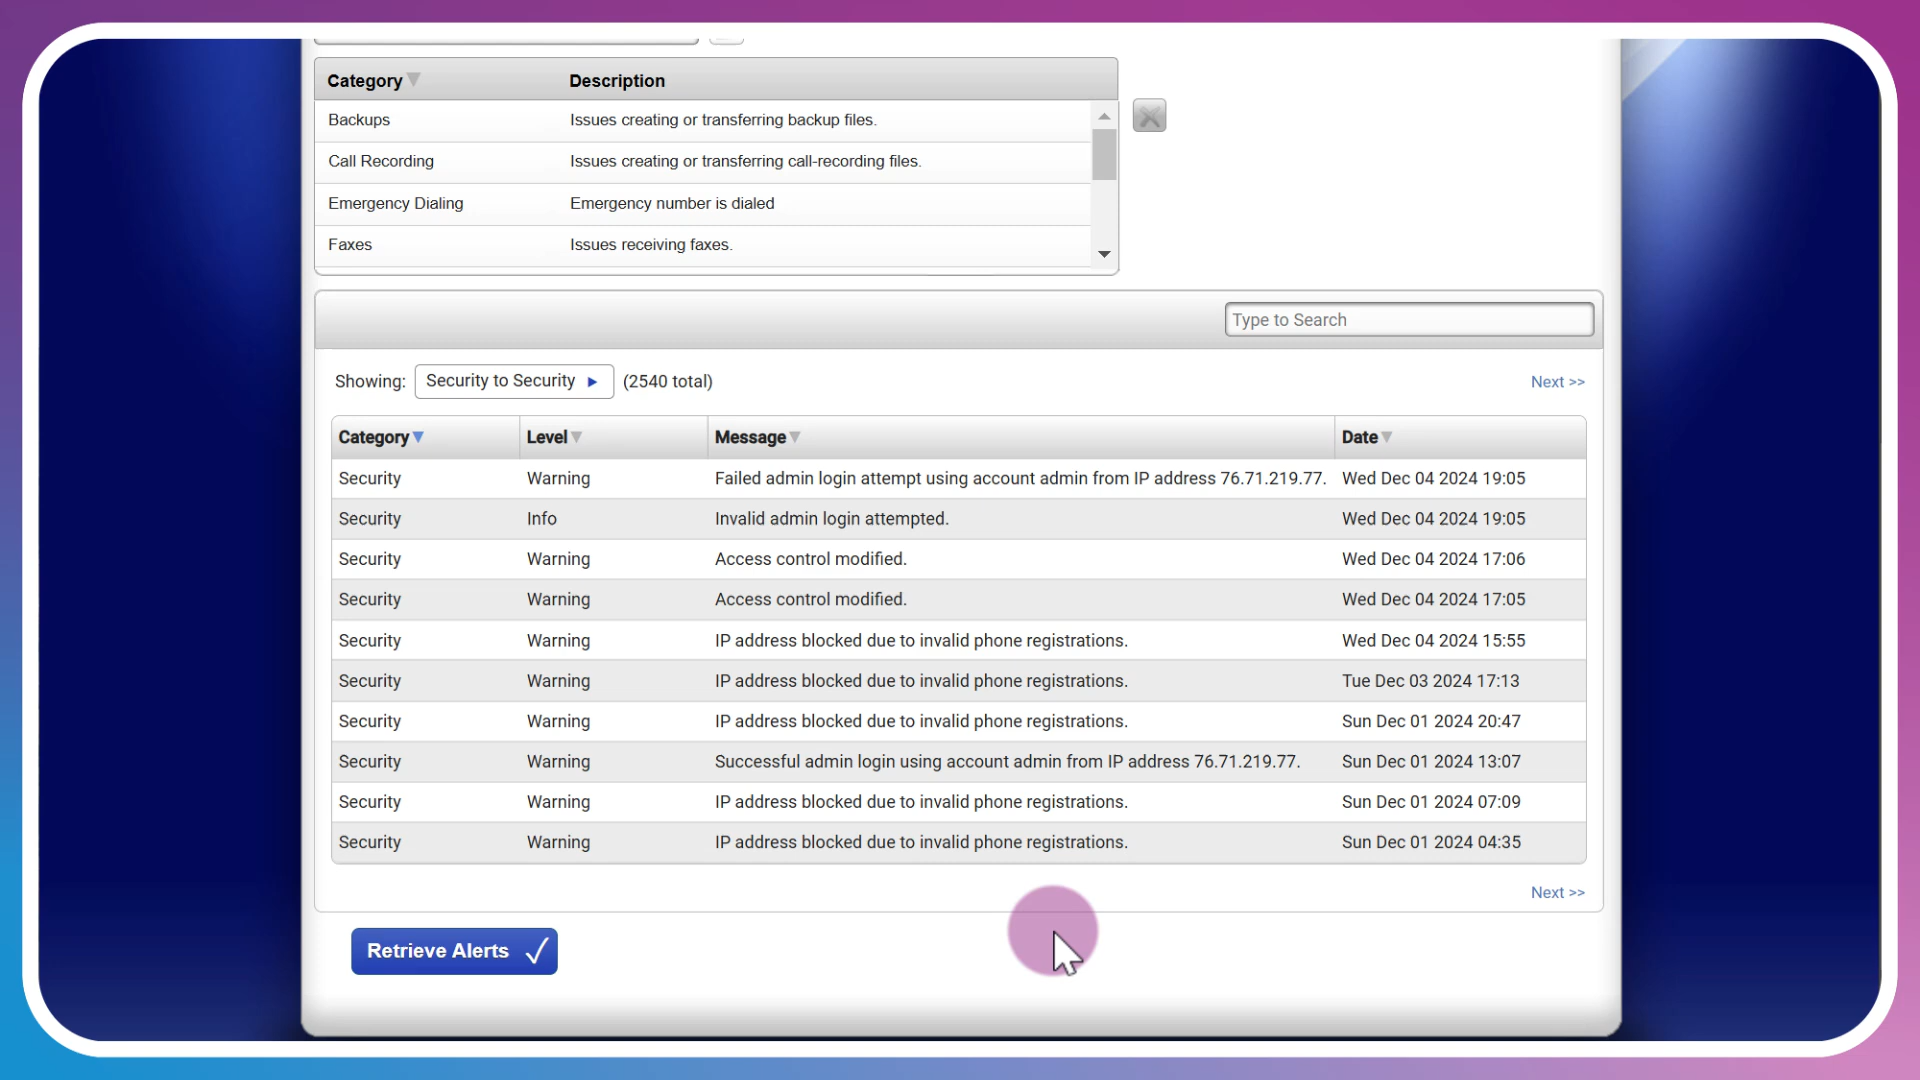 Category Description
Backups Issues creating or transferring backup files.
Call Recording Issues creating or transferring call-recording files.
Emergency Dialing Emergency number is dialed
Faxes Issues receiving faxes.
Type to Search
Showing: Security to Security (2540 total) Next >>
Category Level Message Date
Security Warning Failed admin login attempt using account admin from IP address 76.71.219.77. Wed Dec 04 2024 19:05
Security Info Invalid admin login attempted. Wed Dec 04 2024 19:05
Security Warning Access control modified. Wed Dec 04 2024 17:06
Security Warning Access control modified. Wed Dec 04 2024 17:05
Security Warning IP address blocked due to invalid phone registrations. Wed Dec 04 2024 15:55
Security Warning IP address blocked due to invalid phone registrations. Tue Dec 03 2024 17:13
Security Warning IP address blocked due to invalid phone registrations. Sun Dec 01 2024 20:47
Security Warning Successful admin login using account admin from IP address 76.71.219.77. Sun Dec 01 2024 13:07
Security Warning IP address blocked due to invalid phone registrations. Sun Dec 01 2024 07:09
Security Warning IP address blocked due to invalid phone registrations. Sun Dec 01 2024 04:35
Next >>
Retrieve Alerts